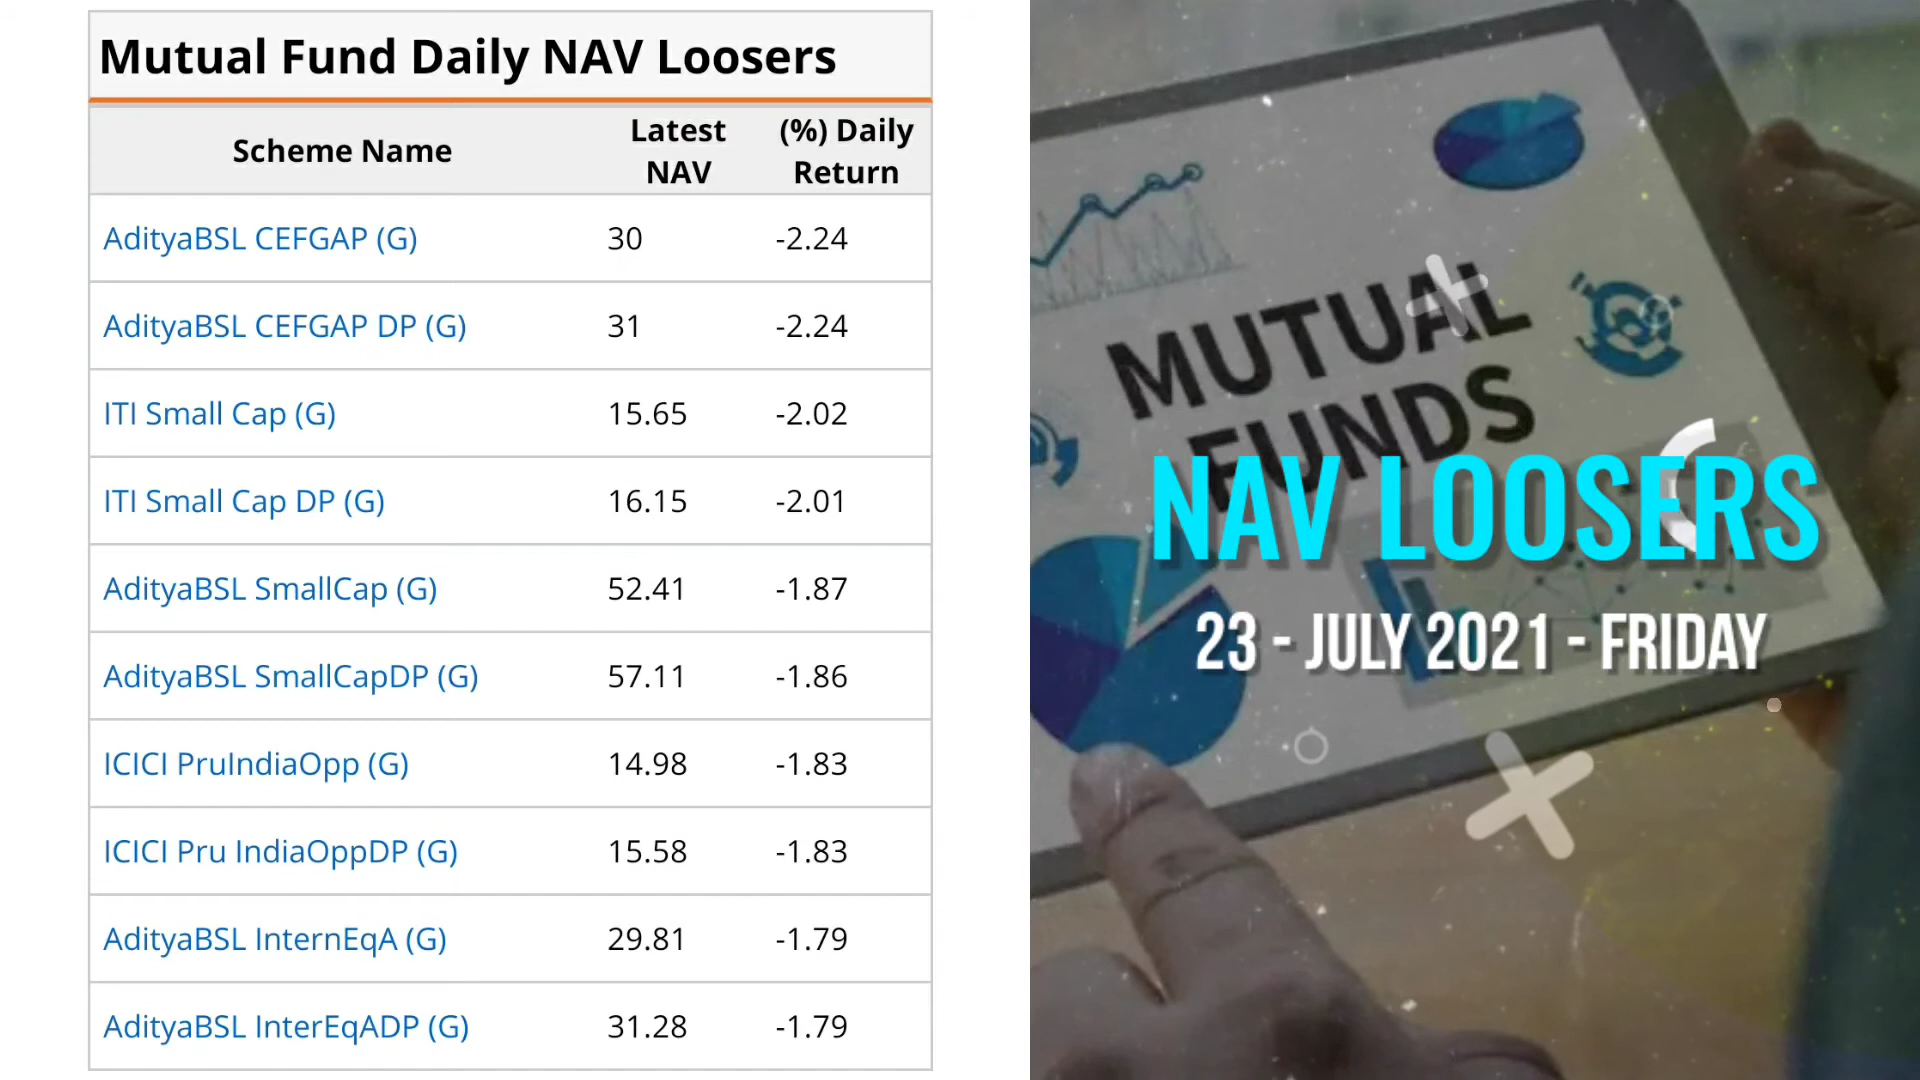 Mutual Fund Daily NAV Loosers
Scheme Name Latest NAV (%) Daily Return
AdityaBSL CEFGAP (G) 30 -2.24
AdityaBSL CEFGAP DP (G) 31 -2.24
ITI Small Cap (G) 15.65 -2.02
ITI Small Cap DP (G) 16.15 -2.01
AdityaBSL SmallCap (G) 52.41 -1.87
AdityaBSL SmallCapDP (G) 57.11 -1.86
ICICI PruIndiaOpp (G) 14.98 -1.83
ICICI Pru IndiaOppDP (G) 15.58 -1.83
AdityaBSL InternEqA (G) 29.81 -1.79
AdityaBSL InterEqADP (G) 31.28 -1.79
MUTUAL
FUNDS
NAV LOOSERS
23 - JULY 2021 - FRIDAY